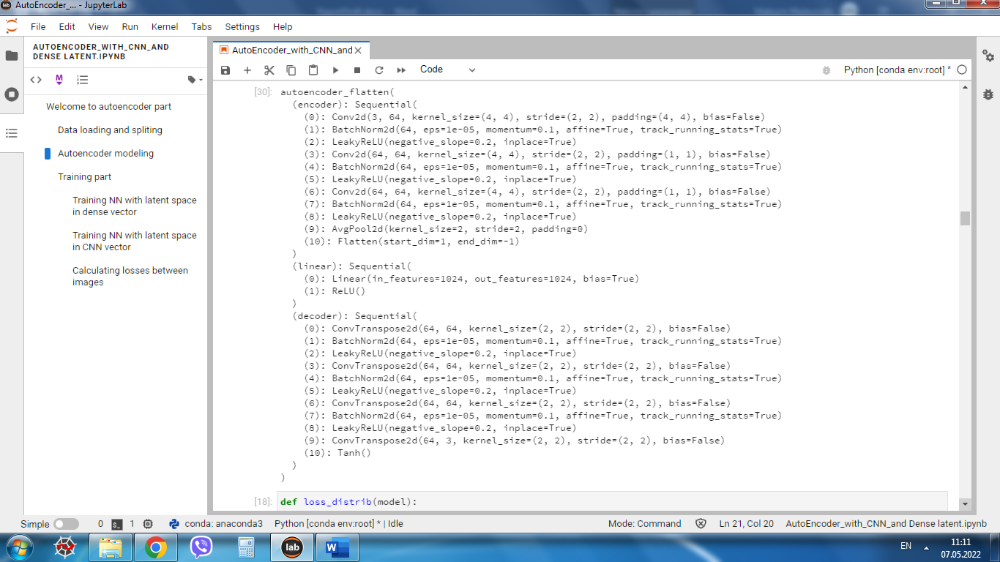 AutoEncoder_... - JupyterLab
File Edit View Run Kernel Tabs Settings Help
AUTOENCODER_WITH_CNN_AND
DENSE LATENT.IPYNB
Welcome to autoencoder part
Data loading and spliting
Autoencoder modeling
Training part
Training NN with latent space
in dense vector
Training NN with latent space
in CNN vector
Calculating losses between
images
AutoEncoder_with_CNN_and
Code
Python [conda env:root] *
[30]: autoencoder_flatten(
(encoder): Sequential(
(0): Conv2d(3, 64, kernel_size=(4, 4), stride=(2, 2), padding=(4, 4), bias=False)
(1): BatchNorm2d(64, eps=1e-05, momentum=0.1, affine=True, track_running_stats=True)
(2): LeakyReLU(negative_slope=0.2, inplace=True)
(3): Conv2d(64, 64, kernel_size=(4, 4), stride=(2, 2), padding=(1, 1), bias=False)
(4): BatchNorm2d(64, eps=1e-05, momentum=0.1, affine=True, track_running_stats=True)
(5): LeakyReLU(negative_slope=0.2, inplace=True)
(6): Conv2d(64, 64, kernel_size=(4, 4), stride=(2, 2), padding=(1, 1), bias=False)
(7): BatchNorm2d(64, eps=1e-05, momentum=0.1, affine=True, track_running_stats=True)
(8): LeakyReLU(negative_slope=0.2, inplace=True)
(9): AvgPool2d(kernel_size=2, stride=2, padding=0)
(10): Flatten(start_dim=1, end_dim=-1)
)
(linear): Sequential(
(0): Linear(in_features=1024, out_features=1024, bias=True)
(1): ReLU()
)
(decoder): Sequential(
(0): ConvTranspose2d(64, 64, kernel_size=(2, 2), stride=(2, 2), bias=False)
(1): BatchNorm2d(64, eps=1e-05, momentum=0.1, affine=True, track_running_stats=True)
(2): LeakyReLU(negative_slope=0.2, inplace=True)
(3): ConvTranspose2d(64, 64, kernel_size=(2, 2), stride=(2, 2), bias=False)
(4): BatchNorm2d(64, eps=1e-05, momentum=0.1, affine=True, track_running_stats=True)
(5): LeakyReLU(negative_slope=0.2, inplace=True)
(6): ConvTranspose2d(64, 64, kernel_size=(2, 2), stride=(2, 2), bias=False)
(7): BatchNorm2d(64, eps=1e-05, momentum=0.1, affine=True, track_running_stats=True)
(8): LeakyReLU(negative_slope=0.2, inplace=True)
(9): ConvTranspose2d(64, 3, kernel_size=(2, 2), stride=(2, 2), bias=False)
(10): Tanh()
)
)
[18]: def loss_distrib(model):
Simple 0 1 conda: anaconda3 Python [conda env:root] * | Idle Mode: Command Ln 21, Col 20 AutoEncoder_with_CNN_and Dense latent.ipynb
lab
W
EN
11:11
07.05.2022